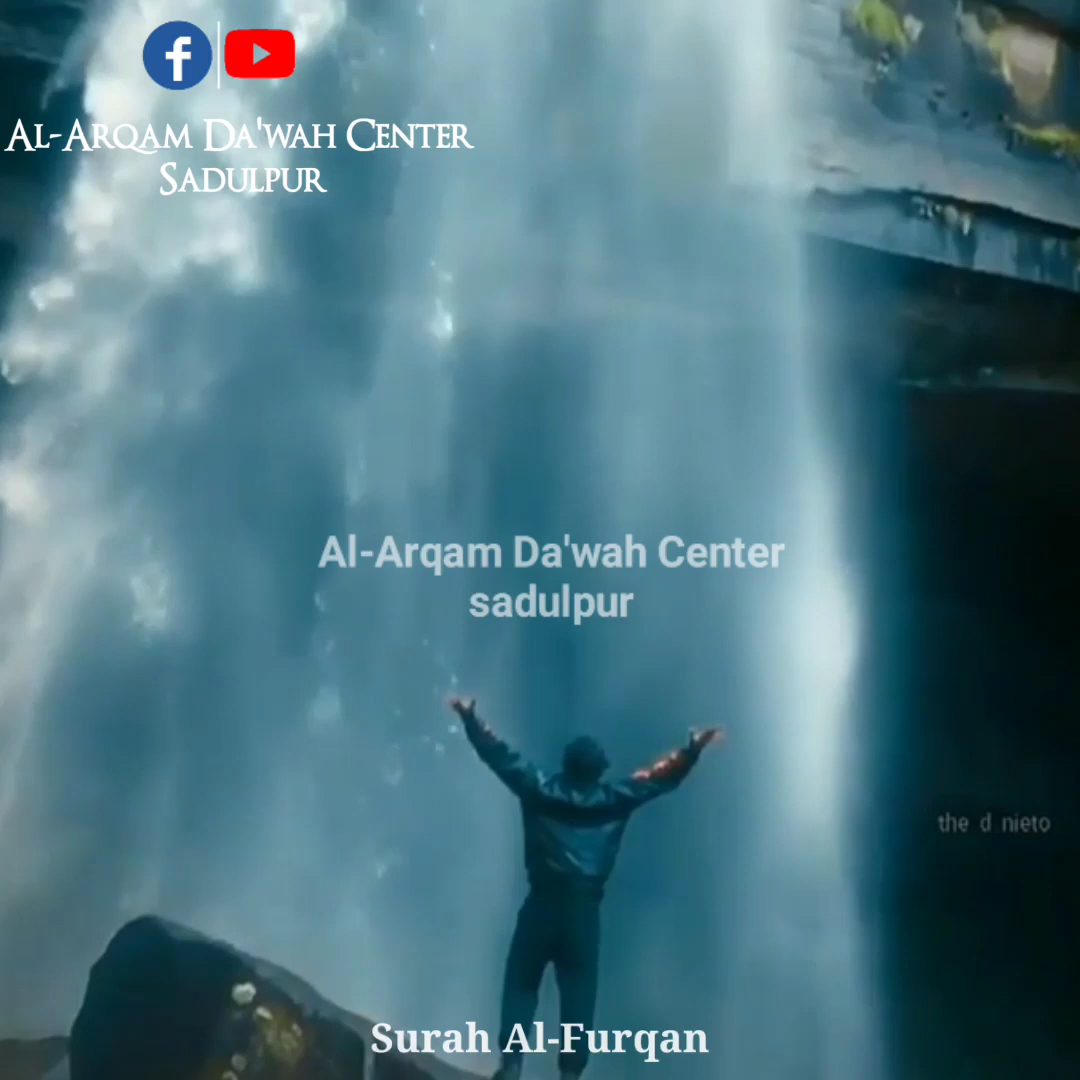 Al-Arqam Da'wah Center
Sadulpur
Al-Arqam Da'wah Center
sadulpur
the d nieto
Surah Al-Furqan